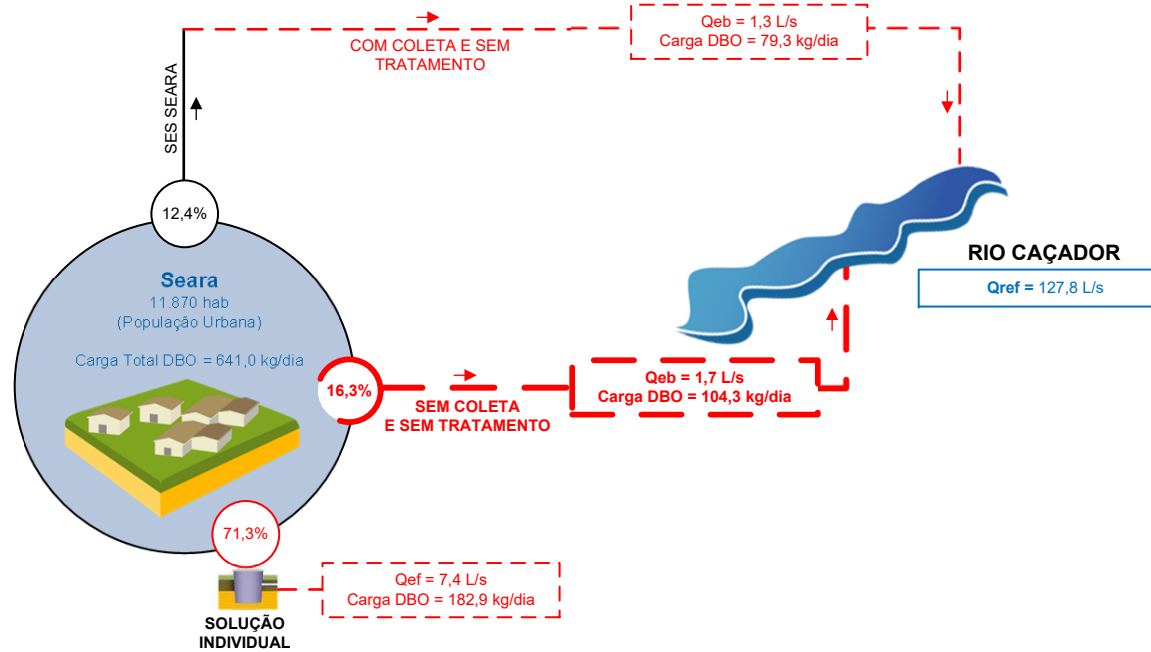 Qeb = 1,3 L/s
Carga DBO = 79,3 kg/dia
COM COLETA E SEM
TRATAMENTO
SES SEARA
12,4%
Seara
11.870 hab
(População Urbana)
Carga Total DBO = 641,0 kg/dia
RIO CAÇADOR
Qref = 127,8 L/s
16,3%
SEM COLETA
E SEM TRATAMENTO
Qeb = 1,7 L/s
Carga DBO = 104,3 kg/dia
71,3%
Qef = 7,4 L/s
Carga DBO = 182,9 kg/dia
SOLUÇÃO
INDIVIDUAL